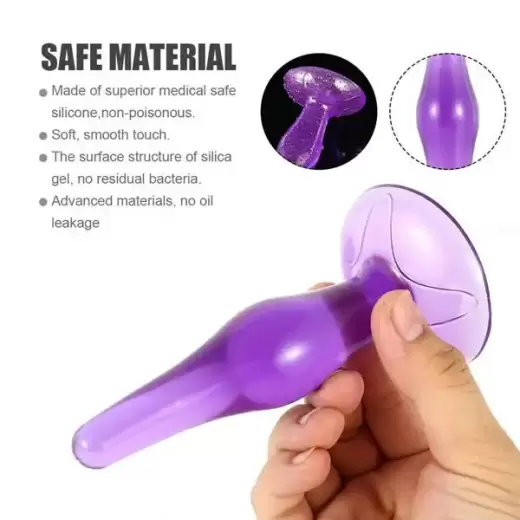 SAFE MATERIAL
● Made of superior medical safe
silicone,non-poisonous.
● Soft, smooth touch.
● The surface structure of silica
gel, no residual bacteria.
● Advanced materials, no oil
leakage